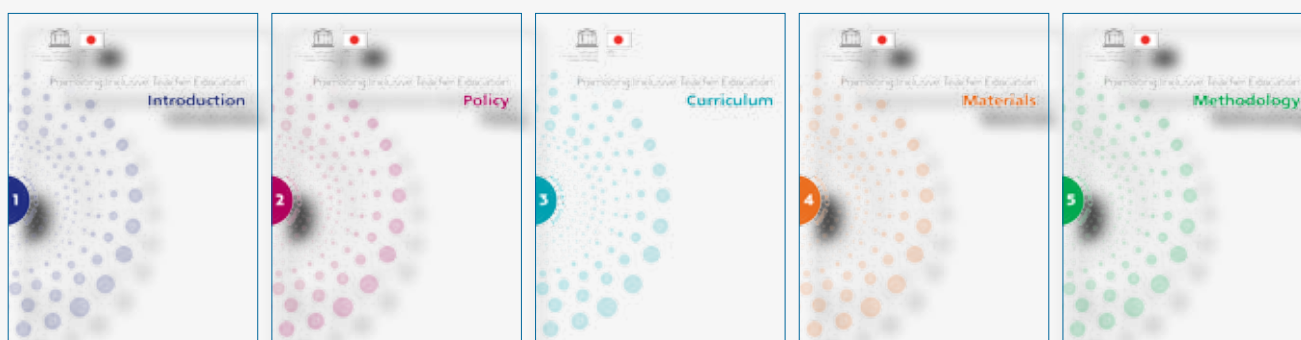 Promoting Inclusive Teacher Education
Introduction
1
Promoting Inclusive Teacher Education
Policy
2
Promoting Inclusive Teacher Education
Curriculum
3
Promoting Inclusive Teacher Education
Materials
4
Promoting Inclusive Teacher Education
Methodology
5